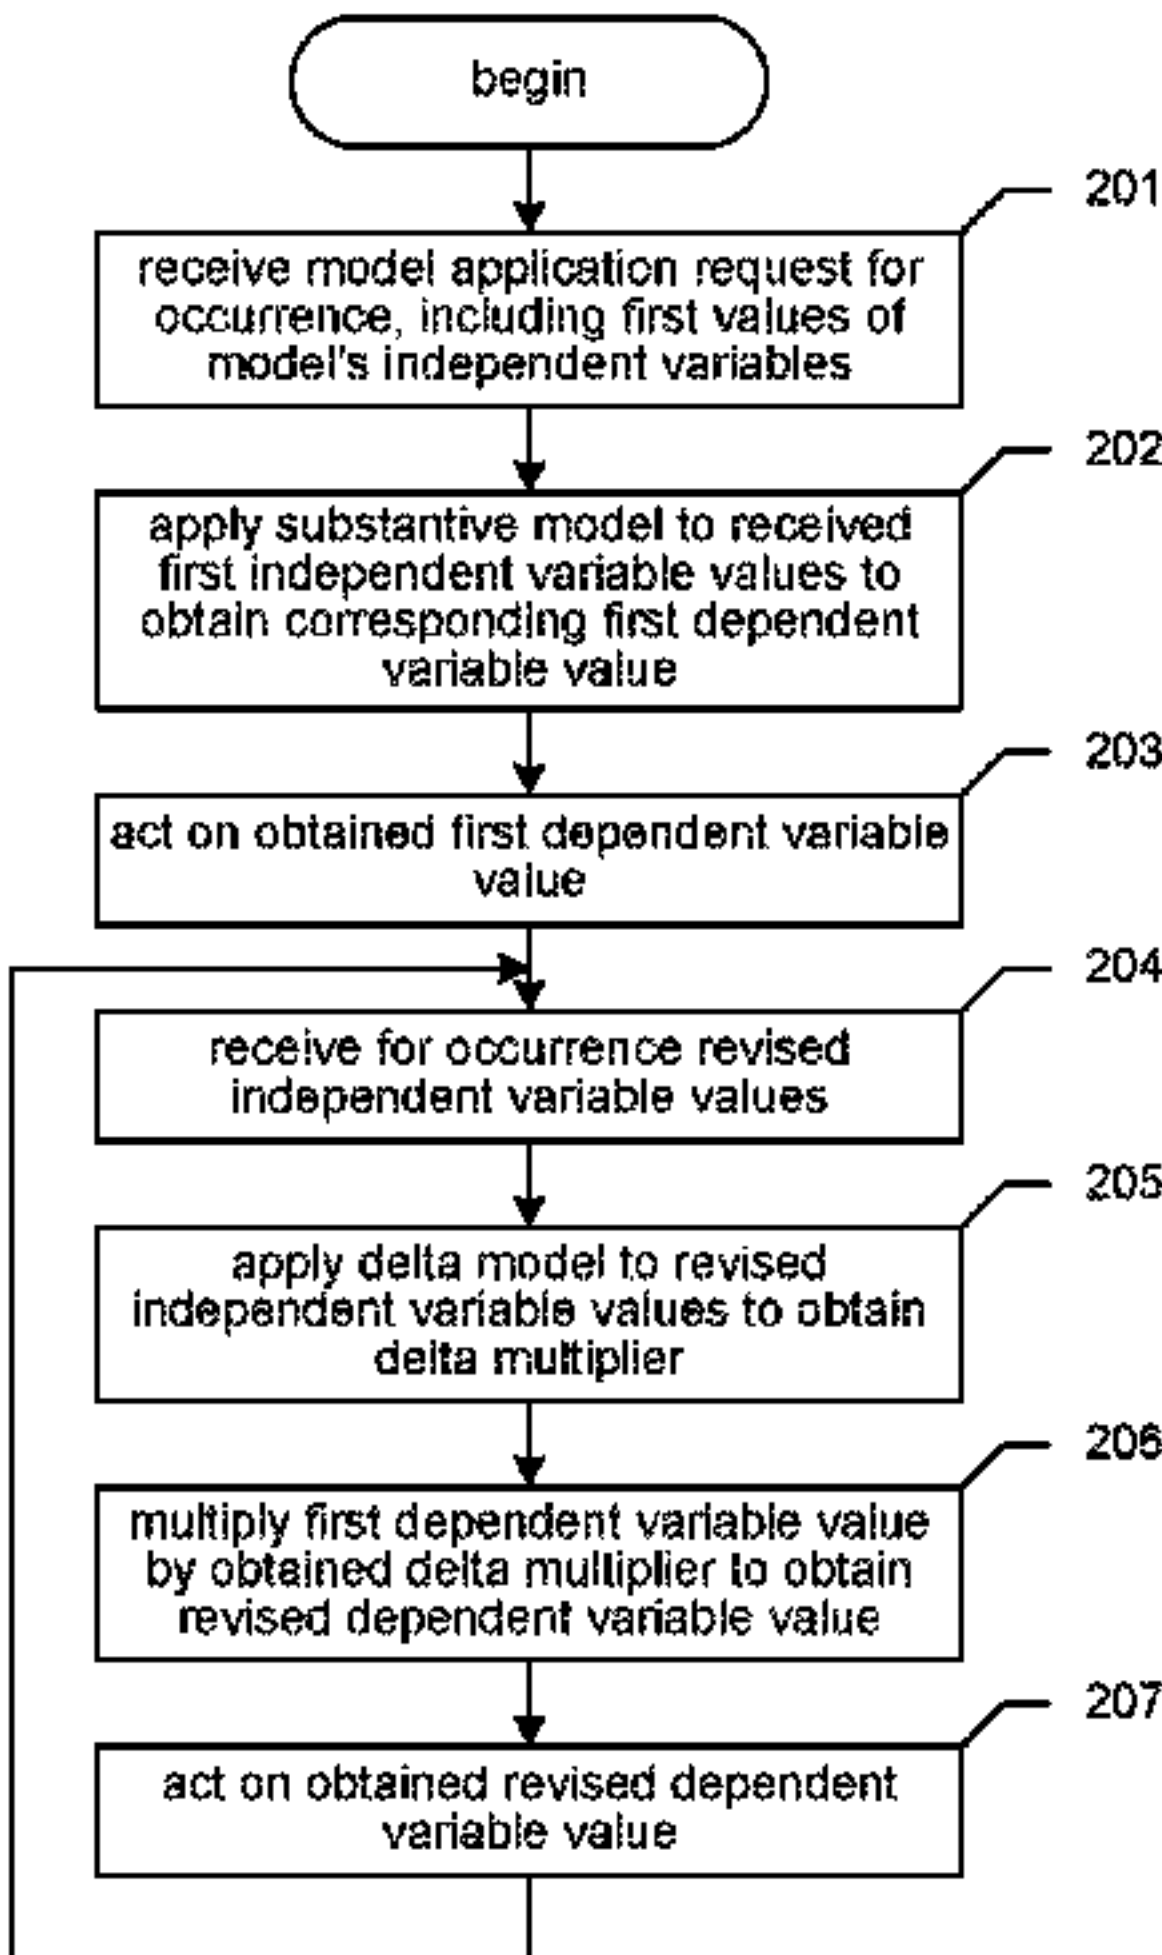 begin
201
receive model application request for
occurrence, including first values of
model's independent variables
202
apply substantive model to received
first independent variable values to
obtain corresponding first dependent
variable value
203
act on obtained first dependent variable
value
204
receive for occurrence revised
independent variable values
205
apply delta model to revised
independent variable values to obtain
delta multiplier
206
multiply first dependent variable value
by obtained delta multiplier to obtain
revised dependent variable value
207
act on obtained revised dependent
variable value